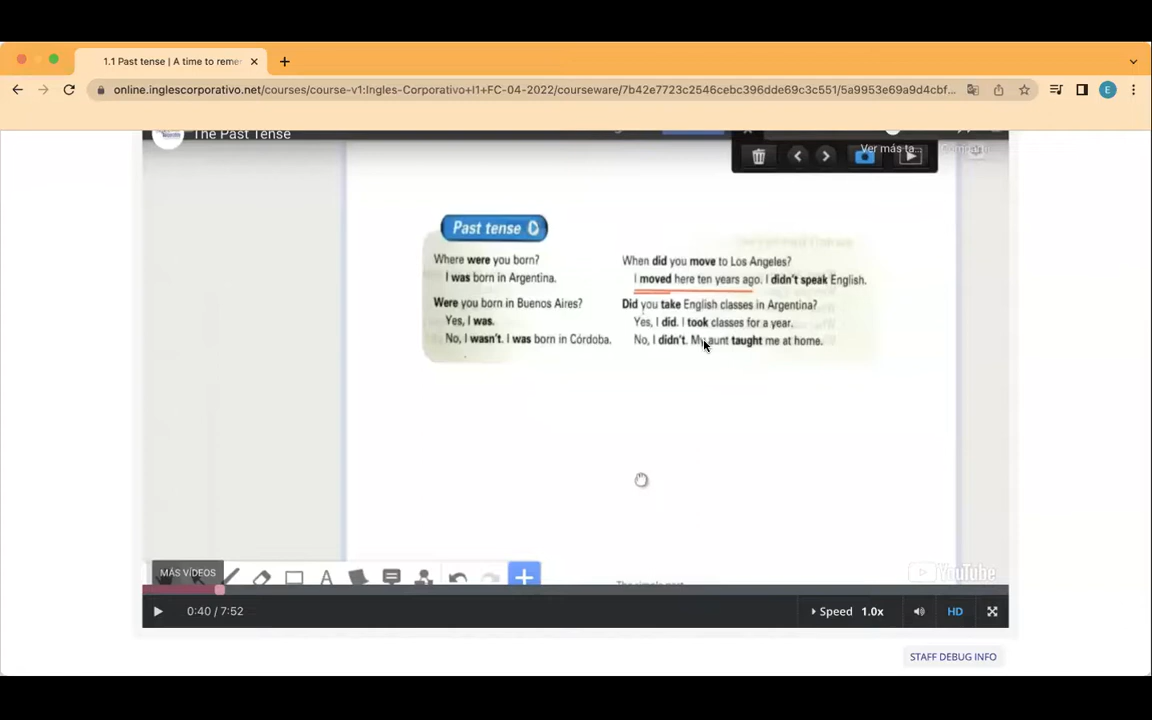 1.1 Past tense | A time to reme
online.inglescorporativo.net/courses/course-v1:Ingles-Corporativo+I1+FC-04-2022/courseware/7b42e7723c2546cebc396dde69c3c551/5a9953e69a9d4cbf...
E
The Past Tense
Ver más ta...
Past tense
Where were you born?
I was born in Argentina.
Were you born in Buenos Aires?
Yes, I was.
No, I wasn't. I was born in Córdoba.
When did you move to Los Angeles?
I moved here ten years ago. I didn't speak English.
Did you take English classes in Argentina?
Yes, I did. I took classes for a year.
No, I didn't. My aunt taught me at home.
MÁS VÍDEOS
A
The simple past
YouTube
0:40 / 7:52
Speed 1.0x
HD
STAFF DEBUG INFO